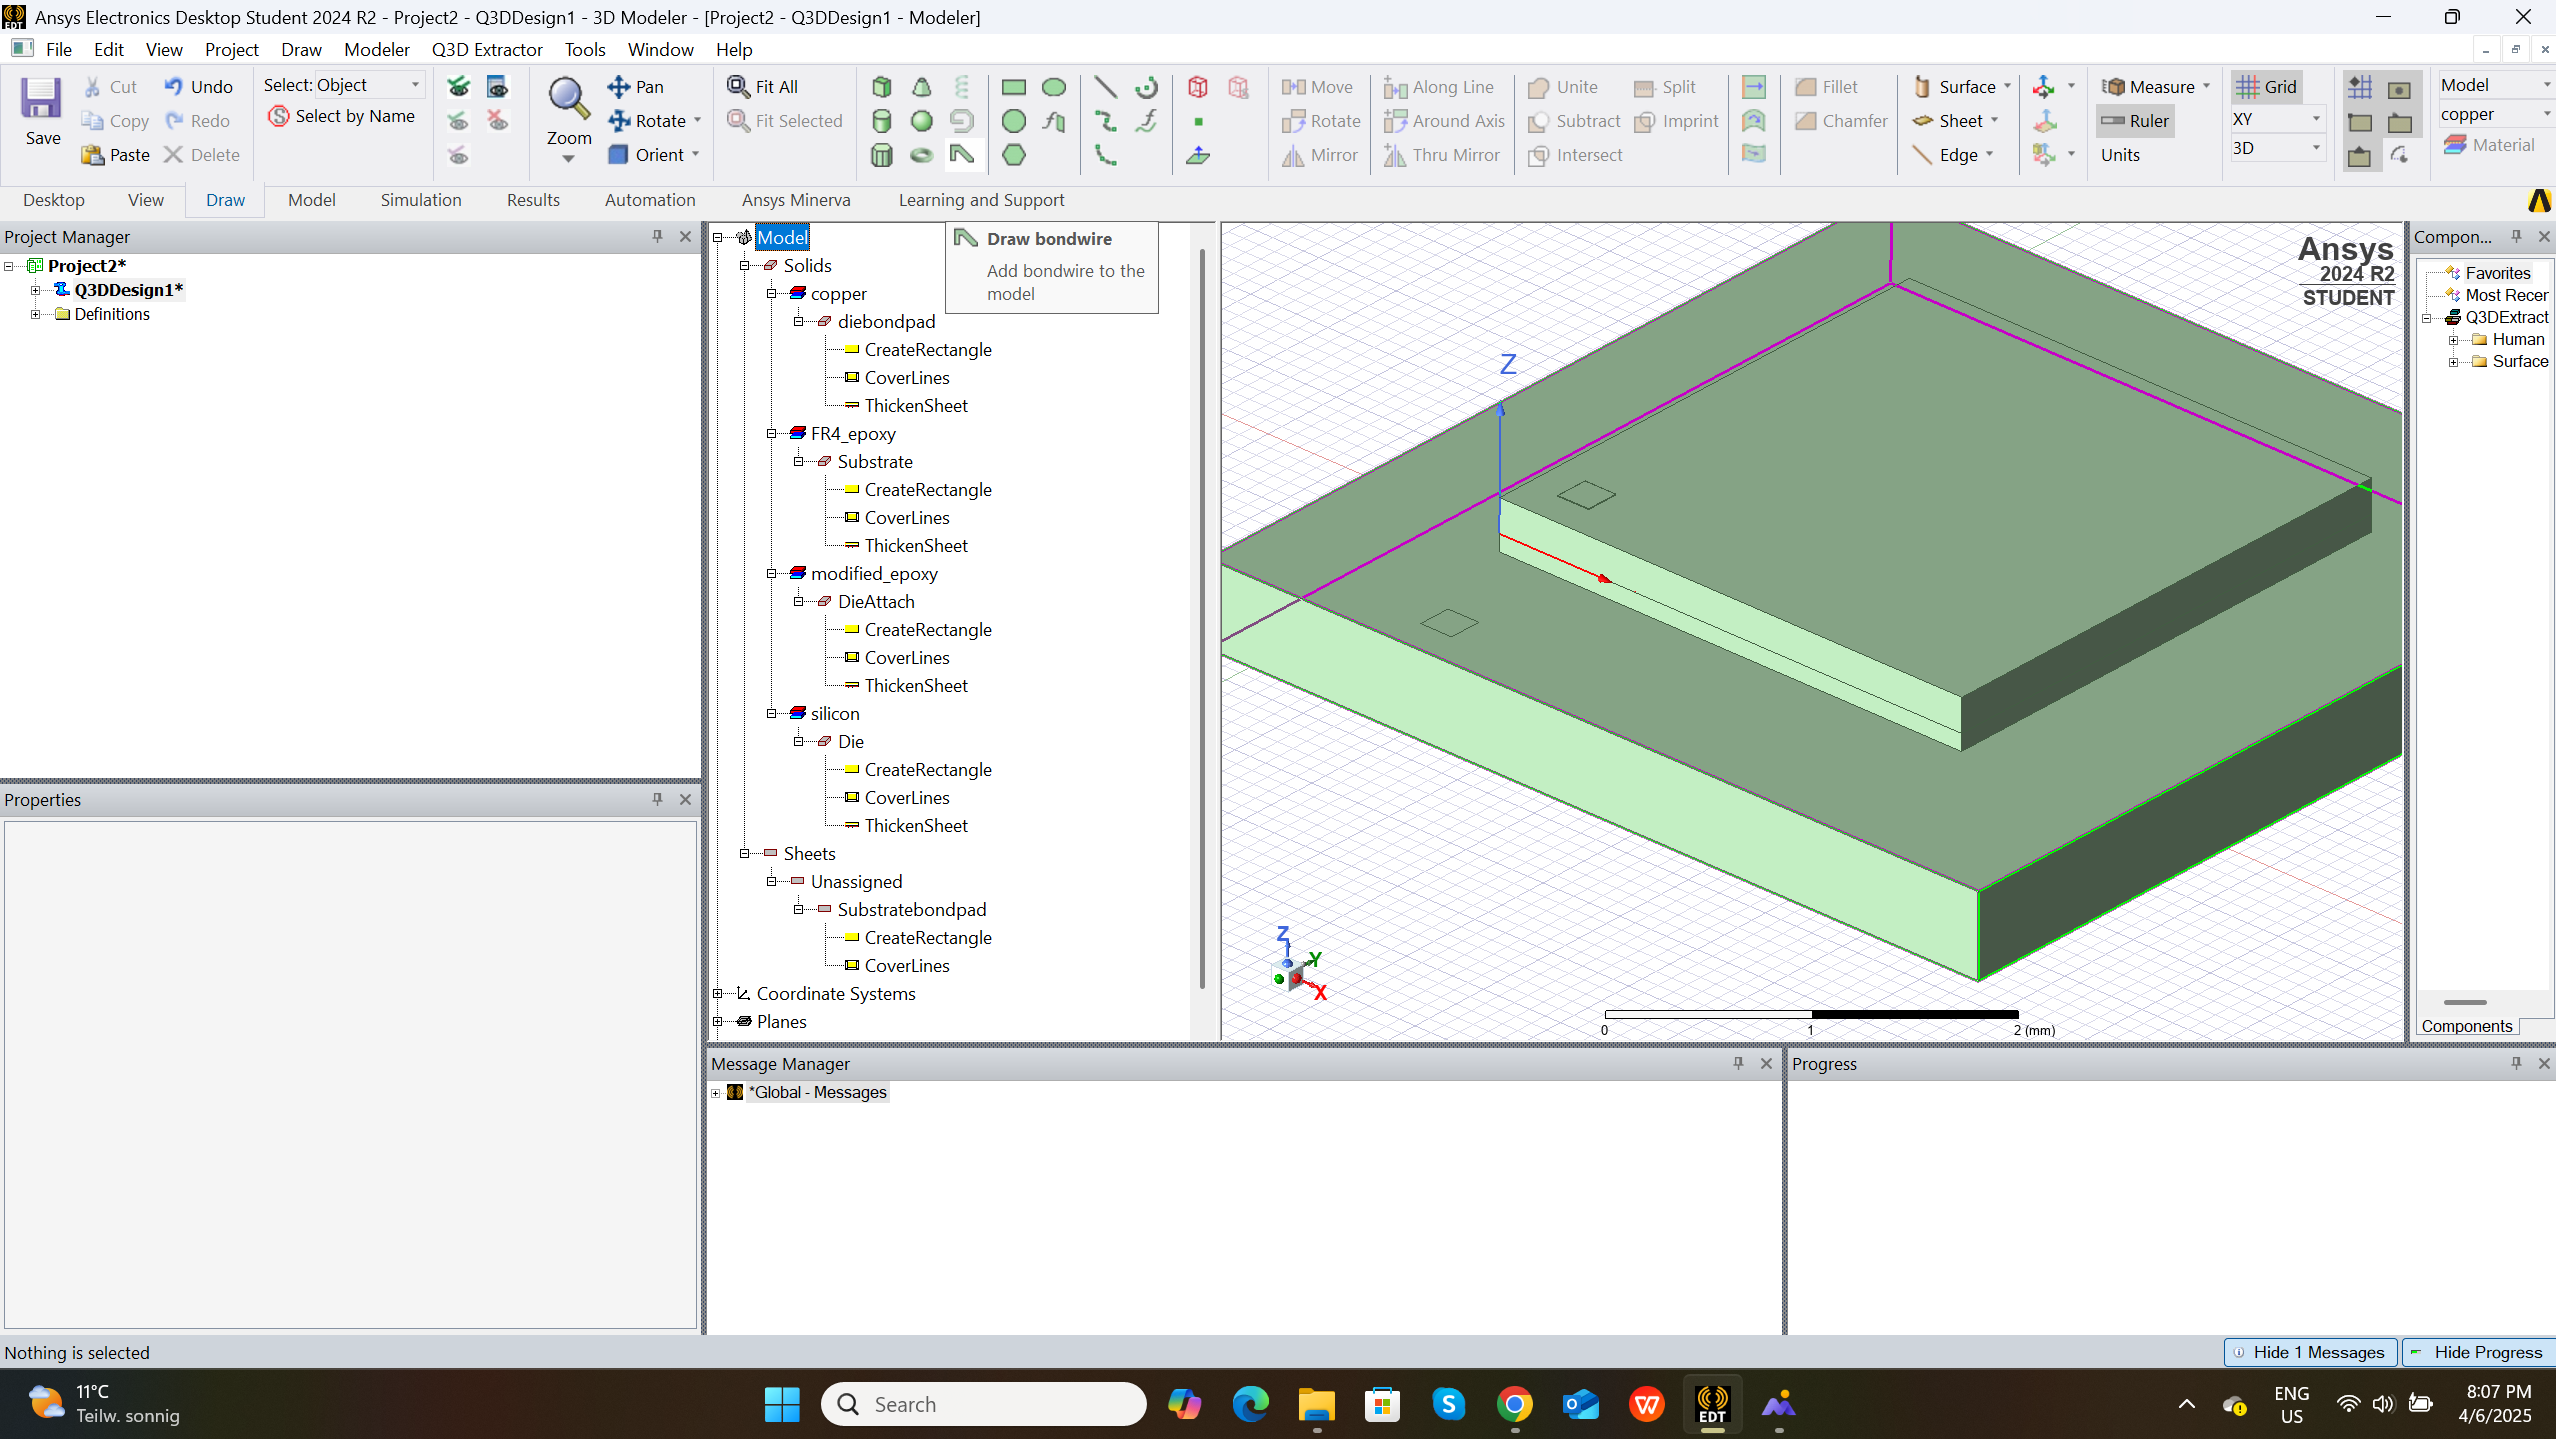 Ansys Electronics Desktop Student 2024 R2 - Project2 - Q3DDesign1 - 3D Modeler - [Project2 - Q3DDesign1 - Modeler]
File Edit View Project Draw Modeler Q3D Extractor Tools Window Help
Save
Cut
Copy
Paste
Undo
Redo
Delete
Select: Object
Select by Name
Zoom
Pan
Rotate
Orient
Fit All
Fit Selected
Move
Rotate
Mirror
Along Line
Around Axis
Thru Mirror
Unite
Subtract
Intersect
Split
Imprint
Fillet
Chamfer
Surface
Sheet
Edge
Measure
Ruler
Units
Grid
XY
3D
Model
copper
Material
Desktop View Draw Model Simulation Results Automation Ansys Minerva Learning and Support
Project Manager
Project2*
Q3DDesign1*
Definitions
Properties
Model
Solids
copper
diebondpad
CreateRectangle
CoverLines
ThickenSheet
FR4_epoxy
Substrate
CreateRectangle
CoverLines
ThickenSheet
modified_epoxy
DieAttach
CreateRectangle
CoverLines
ThickenSheet
silicon
Die
CreateRectangle
CoverLines
ThickenSheet
Sheets
Unassigned
Substratebondpad
CreateRectangle
CoverLines
Coordinate Systems
Planes
Draw bondwire
Add bondwire to the
model
Ansys
2024 R2
STUDENT
Z
Z
Y
X
0 1 2 (mm)
Compon...
Favorites
Most Recer
Q3DExtract
Human
Surface
Components
Message Manager
*Global - Messages
Progress
Nothing is selected
Hide 1 Messages
Hide Progress
11°C
Teilw. sonnig
Search
EDT
ENG
US
8:07 PM
4/6/2025